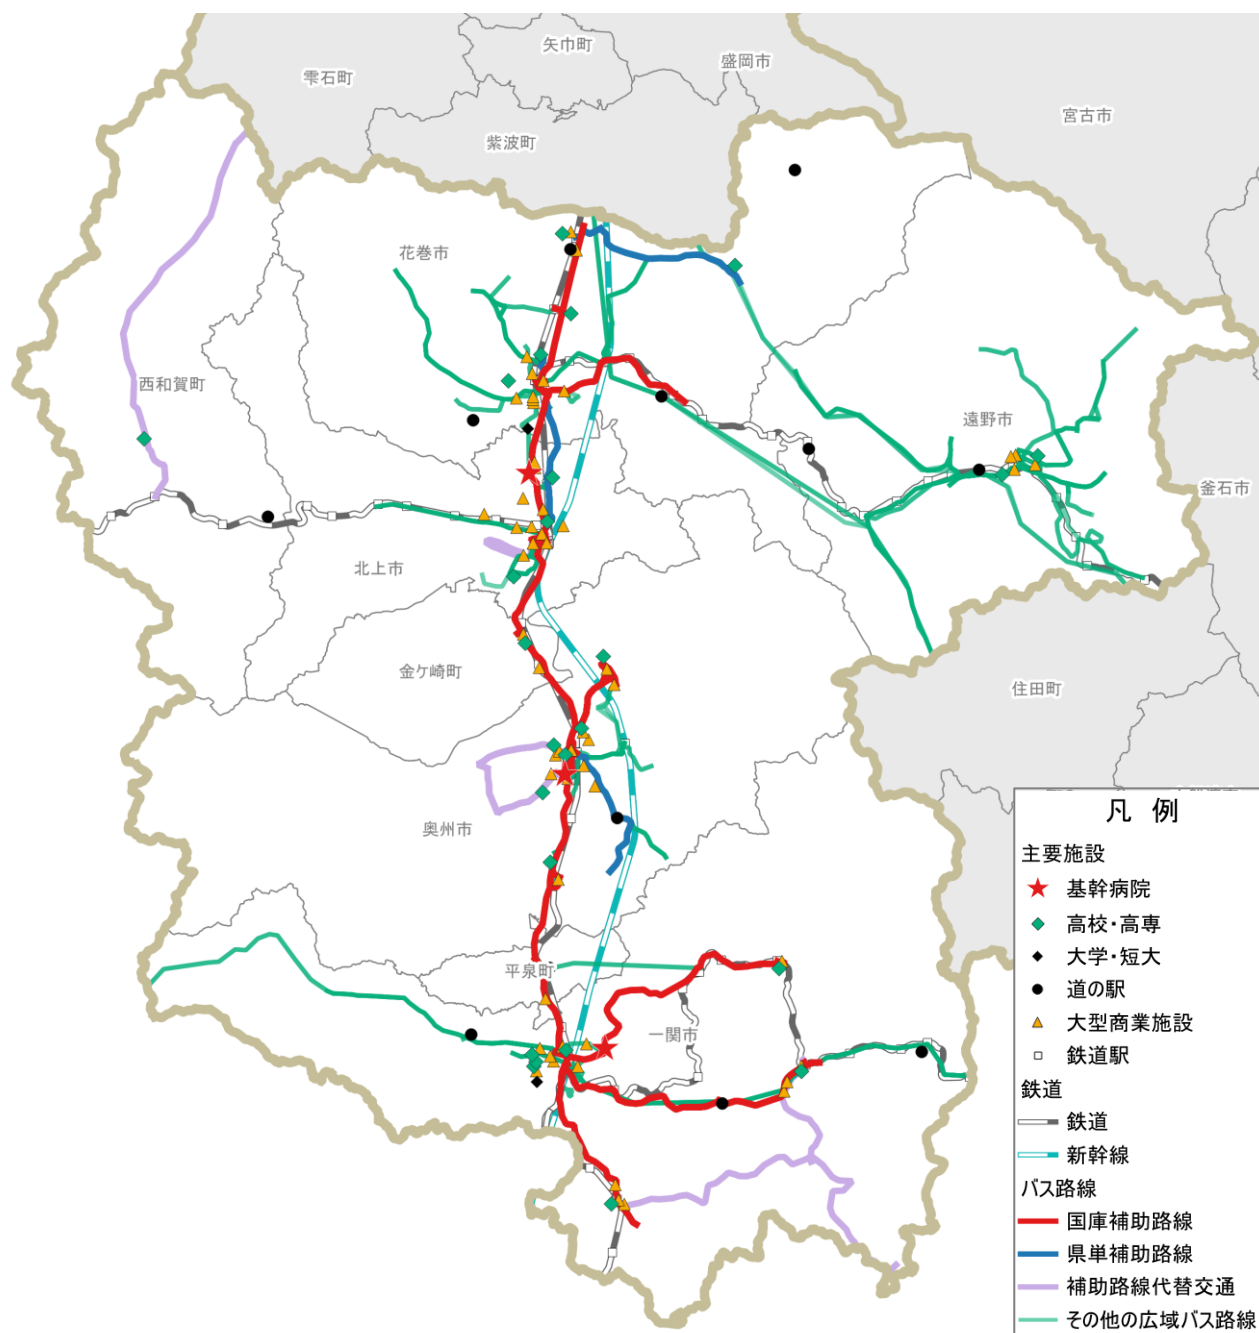 矢巾町
盛岡市
雫石町
宮古市
紫波町
花巻市
西和賀町
遠野市
釜石市
北上市
金ケ崎町
住田町
奥州市
平泉町
一関市
凡 例
主要施設
基幹病院
高校・高専
大学・短大
道の駅
大型商業施設
鉄道駅
鉄道
鉄道
新幹線
バス路線
国庫補助路線
県単補助路線
補助路線代替交通
その他の広域バス路線